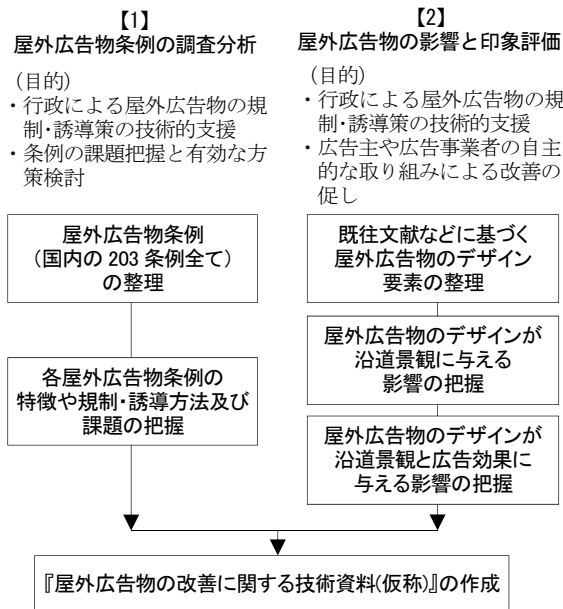 【1】
屋外広告物条例の調査分析
(目的)
・行政による屋外広告物の規
制・誘導策の技術的支援
・条例の課題把握と有効な方
策検討
屋外広告物条例
（国内の 203 条例全て）
の整理
各屋外広告物条例の
特徴や規制・誘導方法及び
課題の把握
【2】
屋外広告物の影響と印象評価
(目的)
・行政による屋外広告物の規
制・誘導策の技術的支援
・広告主や広告事業者の自主
的な取り組みによる改善の
促し
既往文献などに基づく
屋外広告物のデザイン
要素の整理
屋外広告物のデザインが
沿道景観に与える
影響の把握
屋外広告物のデザインが
沿道景観と広告効果に
与える影響の把握
『屋外広告物の改善に関する技術資料(仮称)』の作成